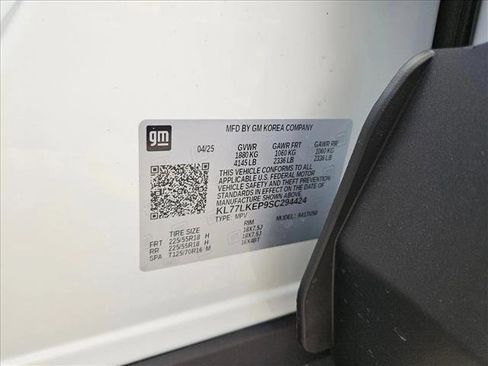 gm
MFD BY GM KOREA COMPANY
04/25 GVWR GAWR FRT GAWR RR
1880 KG 1060 KG 1060 KG
4145 LB 2336 LB 2336 LB
THIS VEHICLE CONFORMS TO ALL
APPLICABLE U.S. FEDERAL MOTOR
VEHICLE SAFETY AND THEFT
PREVENTION STANDARDS IN EFFECT ON
THE DATE OF MANUFACTURE SHOWN ABOVE.
KL77LKEP9SC294424
TYPE: MPV MODEL:
TIRE SIZE RIM
FRT 225/55R18 H 18X7.5J
RR 225/55R18 H 18X7.5J
SPA T125/70R16 M 16X4BT